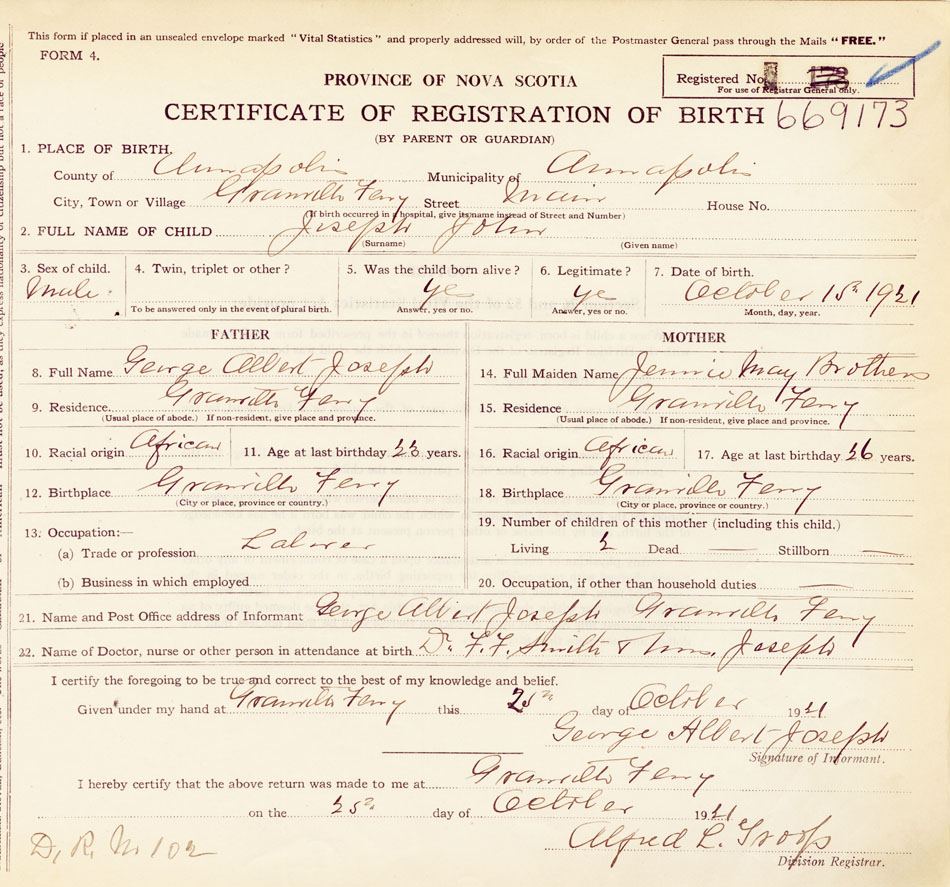 This form if placed in an unsealed envelope marked "Vital Statistics" and properly addressed will, by order of the Postmaster General pass through the Mails "FREE."
FORM 4.
PROVINCE OF NOVA SCOTIA
Registered No.
For use of Registrar General only.
CERTIFICATE OF REGISTRATION OF BIRTH 669173
(BY PARENT OR GUARDIAN)
1. PLACE OF BIRTH.
County of Annapolis Municipality of Annapolis
City, Town or Village Granville Ferry Street Main House No.
(If birth occurred in a hospital, give its name instead of Street and Number)
2. FULL NAME OF CHILD Joseph John
(Surname) (Given name)
3. Sex of child. 4. Twin, triplet or other? 5. Was the child born alive? 6. Legitimate? 7. Date of birth.
Male yes yes October 15th 1921
To be answered only in the event of plural birth. Answer, yes or no. Answer, yes or no. Month, day, year.
FATHER
8. Full Name George Albert Joseph
9. Residence Granville Ferry
(Usual place of abode.) If non-resident, give place and province.
10. Racial origin African 11. Age at last birthday years.
12. Birthplace Granville Ferry
(City or place, province or country.)
13. Occupation:—
(a) Trade or profession Laborer
(b) Business in which employed
MOTHER
14. Full Maiden Name Jennie May Brothers
15. Residence Granville Ferry
(Usual place of abode.) If non-resident, give place and province.
16. Racial origin African 17. Age at last birthday 26 years.
18. Birthplace Granville Ferry
(City or place, province or country.)
19. Number of children of this mother (including this child.)
Living 2 Dead — Stillborn —
20. Occupation, if other than household duties —
21. Name and Post Office address of Informant George Albert Joseph Granville Ferry
22. Name of Doctor, nurse or other person in attendance at birth Dr. F. F. Smith & Joseph
I certify the foregoing to be true and correct to the best of my knowledge and belief.
Given under my hand at Granville Ferry this 25th day of October 1921
George Albert Joseph
Signature of Informant.
I hereby certify that the above return was made to me at Granville Ferry
on the 25th day of October 1921
Alfred L. Troop
D. R. No 102
Division Registrar.